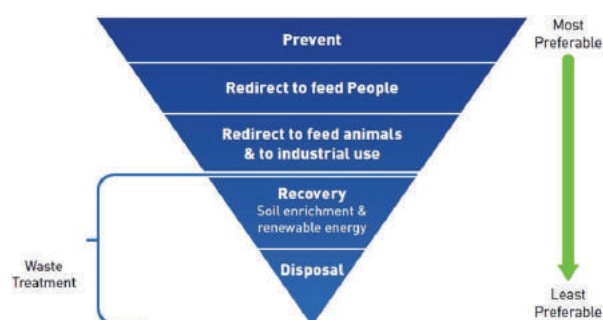 Prevent
Most
Preferable
Redirect to feed People
Redirect to feed animals
& to industrial use
Recovery
Soil enrichment &
renewable energy
Waste
Treatment
Disposal
Least
Preferable